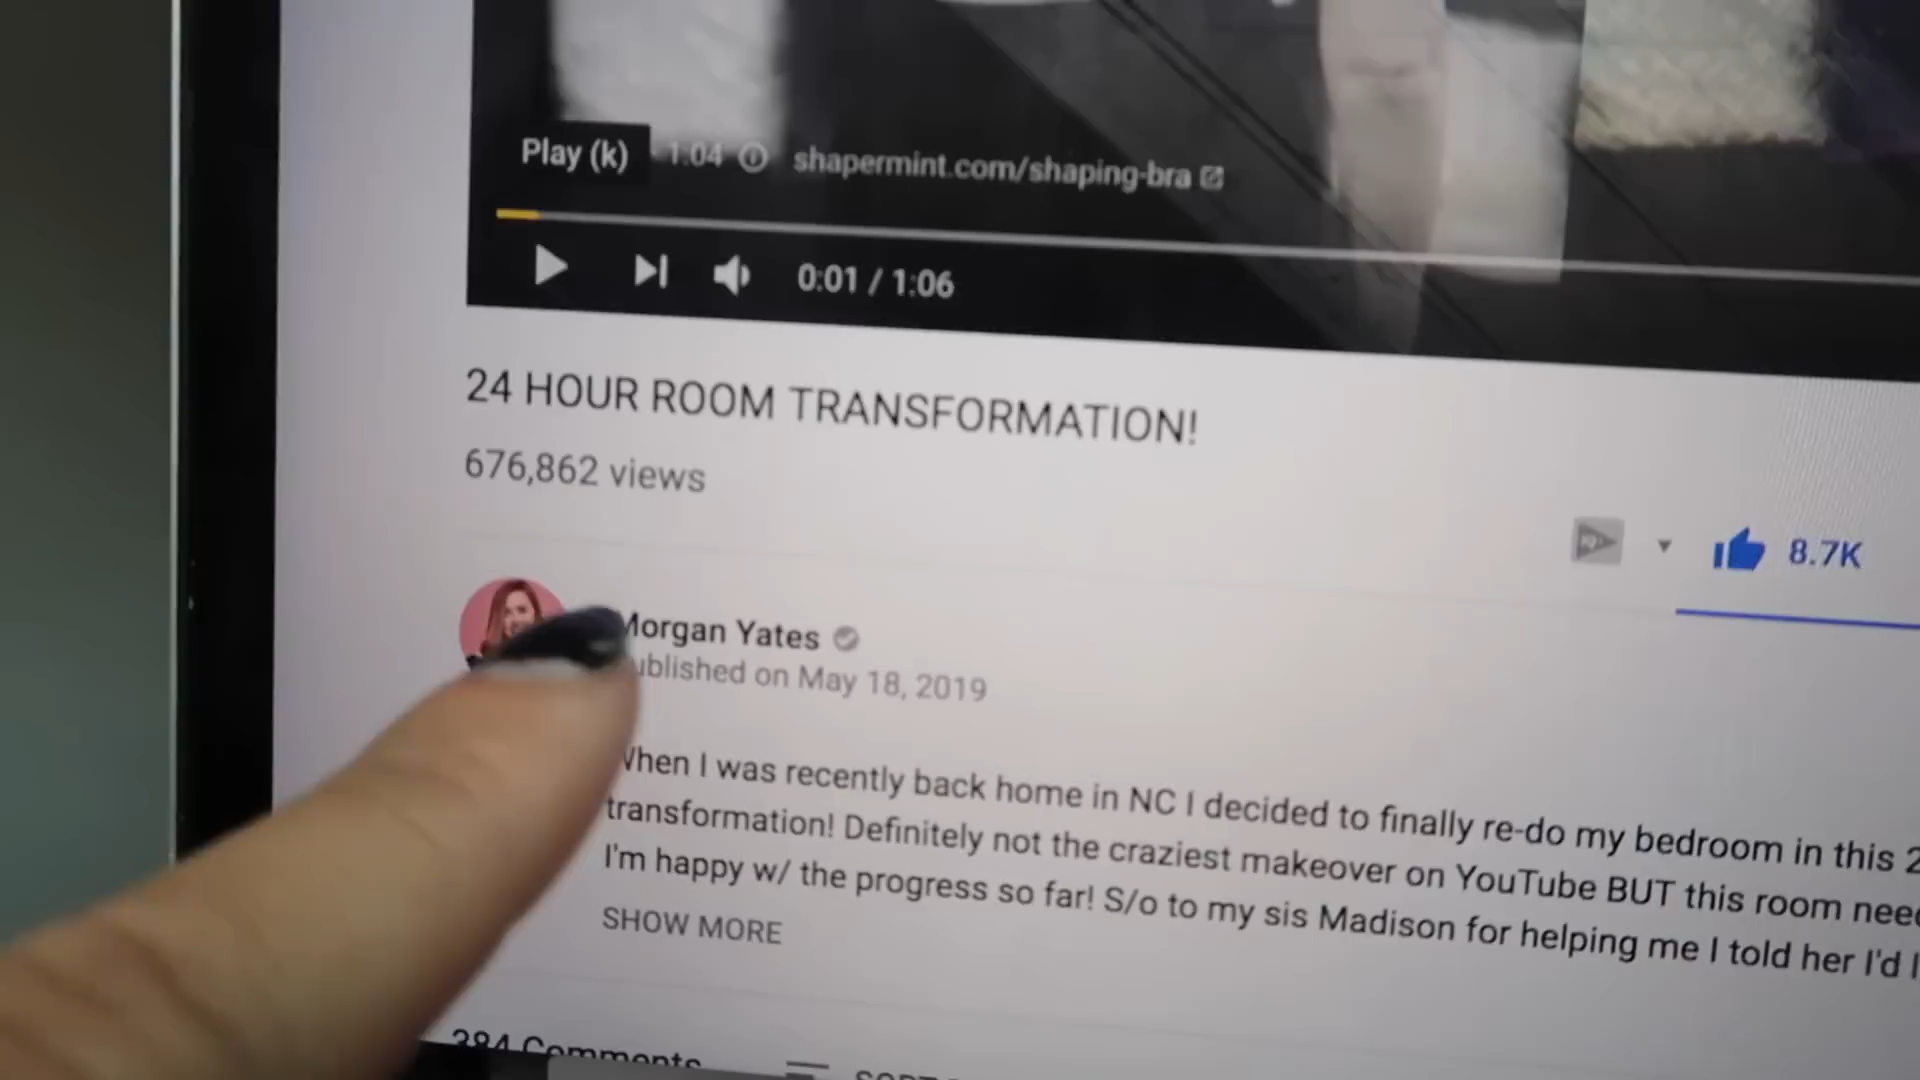 Play (k) 1:04 shapermint.com/shaping-bra
0:01 / 1:06
24 HOUR ROOM TRANSFORMATION!
676,862 views
8.7K
Morgan Yates
ublished on May 18, 2019
When I was recently back home in NC I decided to finally re-do my bedroom in this 2
transformation! Definitely not the craziest makeover on YouTube BUT this room nee
I'm happy w/ the progress so far! S/o to my sis Madison for helping me I told her I'd l
SHOW MORE
384 Comments